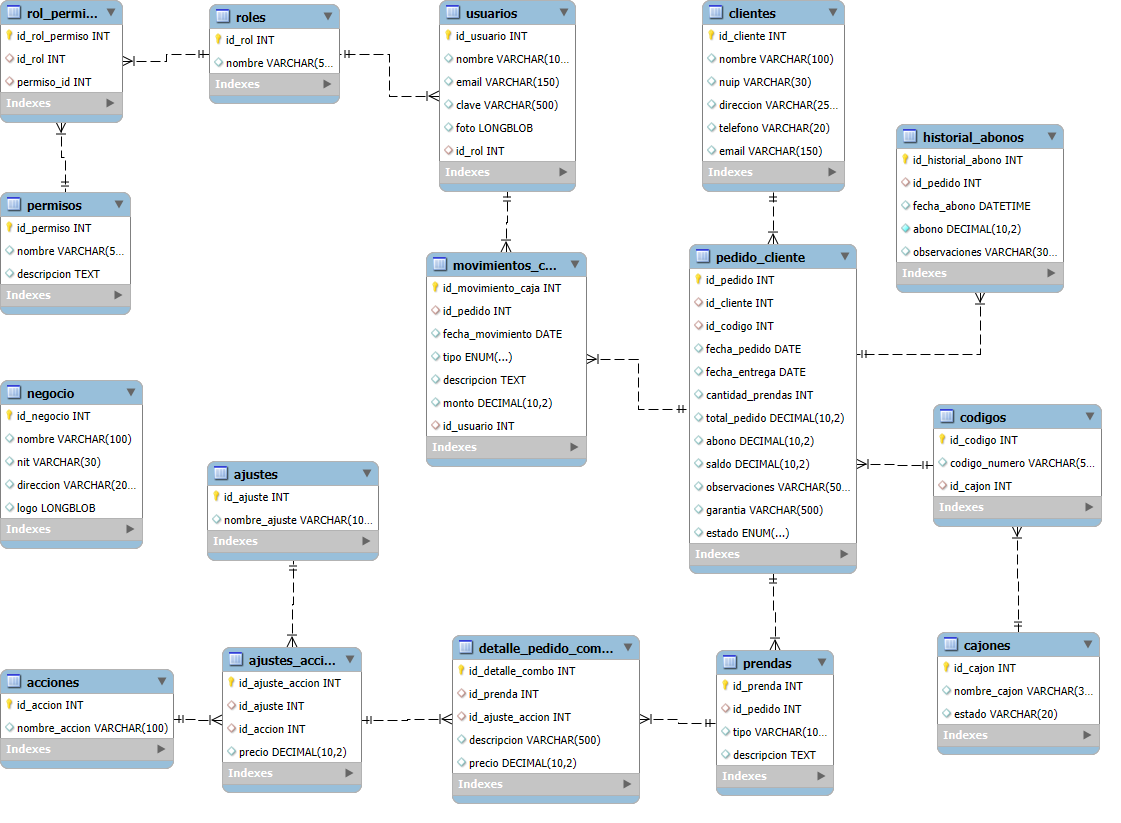 rol_permi...
id_rol_permiso INT
id_rol INT
permiso_id INT
Indexes
roles
id_rol INT
nombre VARCHAR(5...
Indexes
usuarios
id_usuario INT
nombre VARCHAR(10...
email VARCHAR(150)
clave VARCHAR(500)
foto LONGBLOB
id_rol INT
Indexes
clientes
id_cliente INT
nombre VARCHAR(100)
nuip VARCHAR(30)
direccion VARCHAR(25...
telefono VARCHAR(20)
email VARCHAR(150)
Indexes
historial_abonos
id_historial_abono INT
id_pedido INT
fecha_abono DATETIME
abono DECIMAL(10,2)
observaciones VARCHAR(30...
Indexes
permisos
id_permiso INT
nombre VARCHAR(5...
descripcion TEXT
Indexes
movimientos_c...
id_movimiento_caja INT
id_pedido INT
fecha_movimiento DATE
tipo ENUM(...)
descripcion TEXT
monto DECIMAL(10,2)
id_usuario INT
Indexes
pedido_cliente
id_pedido INT
id_cliente INT
id_codigo INT
fecha_pedido DATE
fecha_entrega DATE
cantidad_prendas INT
total_pedido DECIMAL(10,2)
abono DECIMAL(10,2)
saldo DECIMAL(10,2)
observaciones VARCHAR(50...
garantia VARCHAR(500)
estado ENUM(...)
Indexes
negocio
id_negocio INT
nombre VARCHAR(100)
nit VARCHAR(30)
direccion VARCHAR(20...
logo LONGBLOB
Indexes
codigos
id_codigo INT
codigo_numero VARCHAR(5...
id_cajon INT
Indexes
ajustes
id_ajuste INT
nombre_ajuste VARCHAR(10...
Indexes
acciones
id_accion INT
nombre_accion VARCHAR(100)
Indexes
ajustes_acci...
id_ajuste_accion INT
id_ajuste INT
id_accion INT
precio DECIMAL(10,2)
Indexes
detalle_pedido_com...
id_detalle_combo INT
id_prenda INT
id_ajuste_accion INT
descripcion VARCHAR(500)
precio DECIMAL(10,2)
Indexes
prendas
id_prenda INT
id_pedido INT
tipo VARCHAR(10...
descripcion TEXT
Indexes
cajones
id_cajon INT
nombre_cajon VARCHAR(3...
estado VARCHAR(20)
Indexes